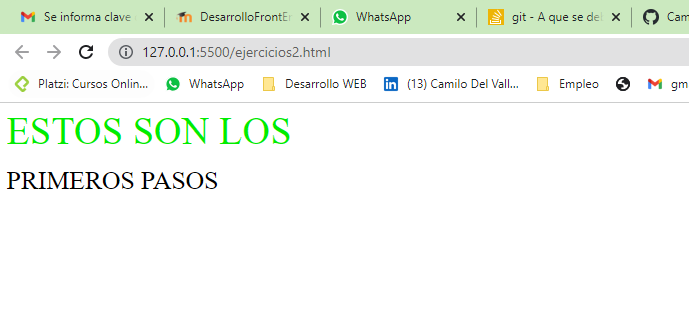 Se informa clave
DesarrolloFrontEn
WhatsApp
git - A que se de
Cam
127.0.0.1:5500/ejercicios2.html
Platzi: Cursos Onlin...
WhatsApp
Desarrollo WEB
(13) Camilo Del Vall...
Empleo
gm
ESTOS SON LOS
PRIMEROS PASOS